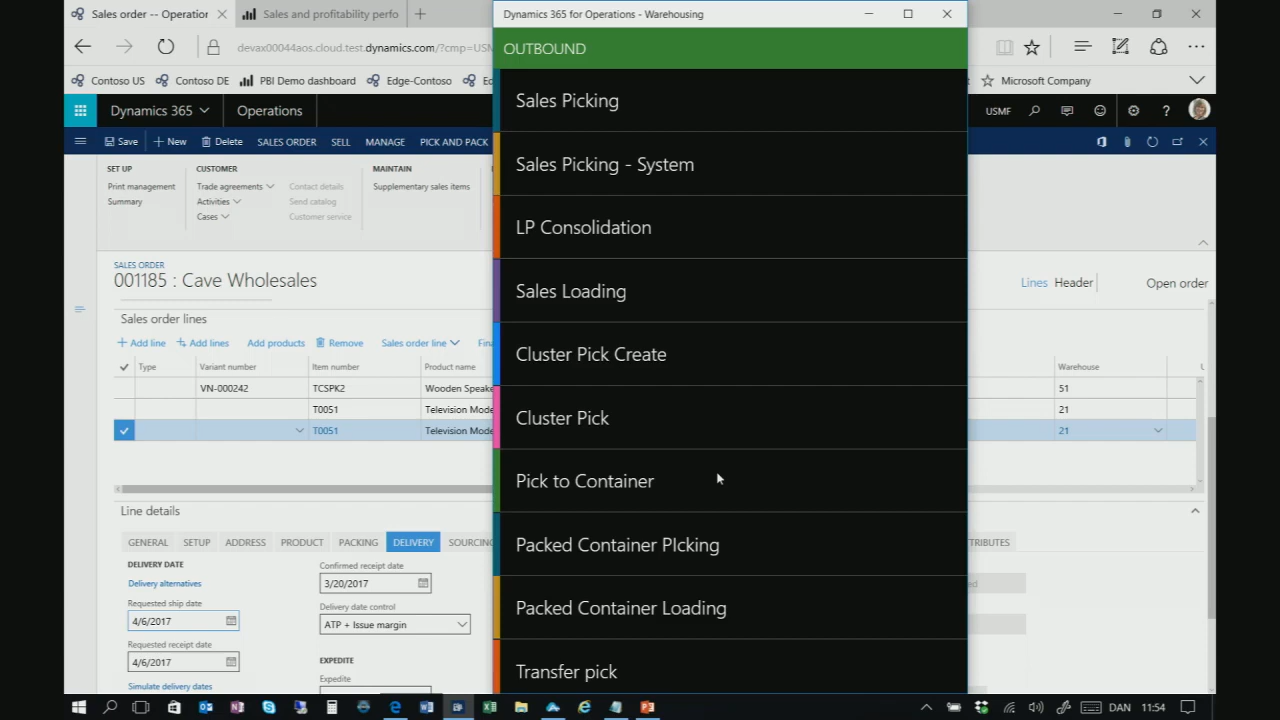 Sales order -- Operation
Sales and profitability perfo
Dynamics 365 for Operations - Warehousing
devax00044aos.cloud.test.dynamics.com/?cmp=USM
OUTBOUND
Contoso US
Contoso DE
PBI Demo dashboard
Edge-Contoso
Microsoft Company
Sales Picking
Dynamics 365
Operations
USMF
Save
New
Delete
SALES ORDER
SELL
MANAGE
PICK AND PACK
Sales Picking - System
SET UP
CUSTOMER
MAINTAIN
Print management
Trade agreements
Contact details
Supplementary sales items
Summary
Activities
Send catalog
Cases
Customer service
LP Consolidation
SALES ORDER
001185 : Cave Wholesales
Lines
Header
Open order
Sales Loading
Sales order lines
Add line
Add lines
Add products
Remove
Sales order line
Cluster Pick Create
Type
Variant number
Item number
Product name
Warehouse
VN-000242
TCSPK2
Wooden Speake
51
T0051
Television Mode
21
T0051
Television Mode
21
Cluster Pick
Pick to Container
Line details
GENERAL
SETUP
ADDRESS
PRODUCT
PACKING
DELIVERY
SOURCING
Packed Container PIcking
DELIVERY DATE
Confirmed receipt date
Delivery alternatives
3/20/2017
Requested ship date
Delivery date control
4/6/2017
ATP + Issue margin
Packed Container Loading
Requested receipt date
4/6/2017
EXPEDITE
Expedite
Simulate delivery dates
Transfer pick
DAN
11:54